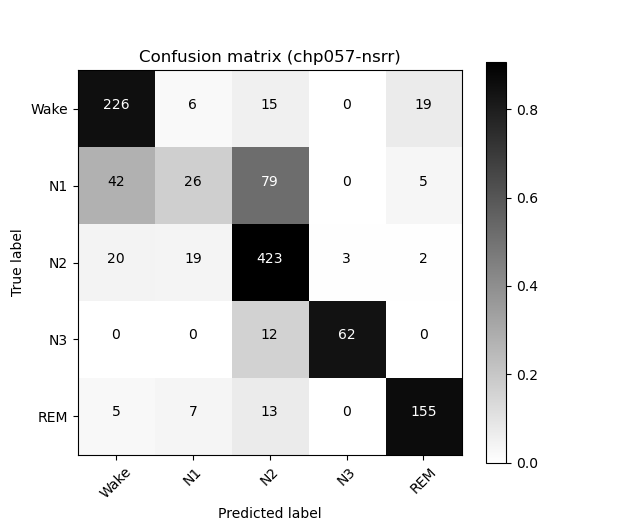 Confusion matrix (chp057-nsrr)
Wake 226 6 15 0 19
N1 42 26 79 0 5
N2 20 19 423 3 2
N3 0 0 12 62 0
REM 5 7 13 0 155
Wake N1 N2 N3 REM
True label
Predicted label
0.8
0.6
0.4
0.2
0.0